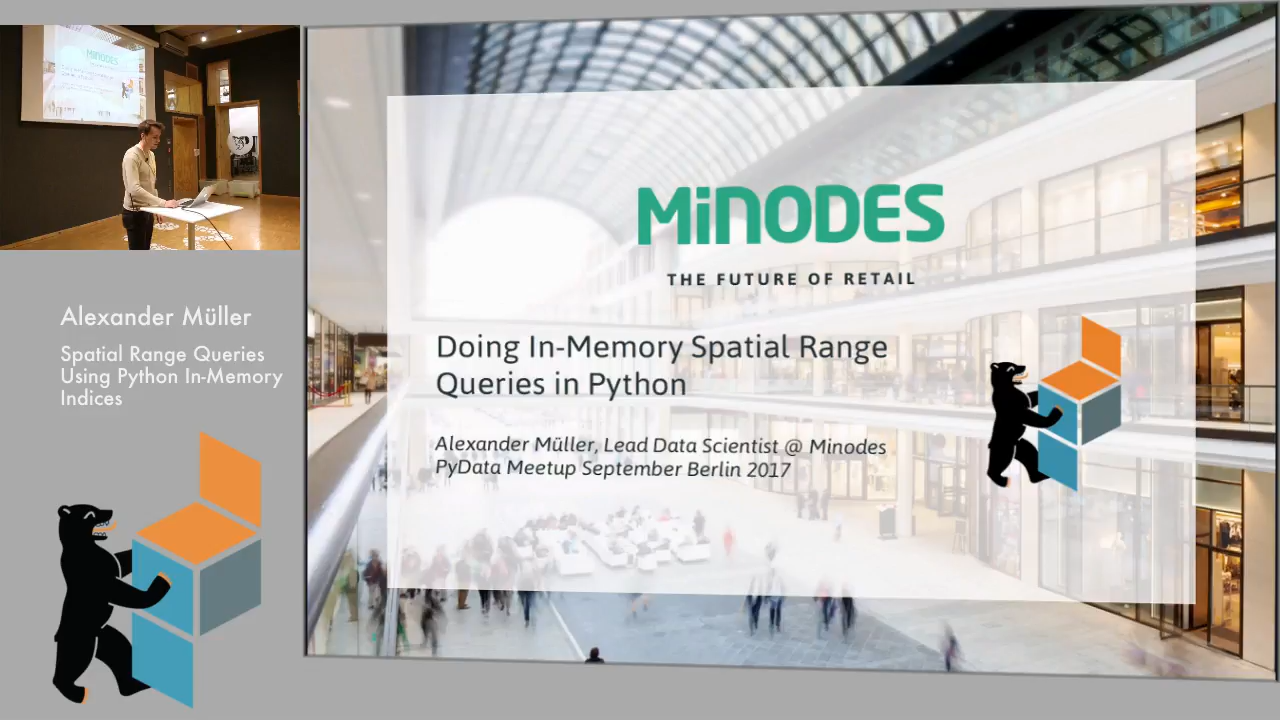 Alexander Müller
Spatial Range Queries
Using Python In-Memory
Indices
MiNODES
THE FUTURE OF RETAIL
Doing In-Memory Spatial Range
Queries in Python
Alexander Müller, Lead Data Scientist @ Minodes
PyData Meetup September Berlin 2017
MiNODES